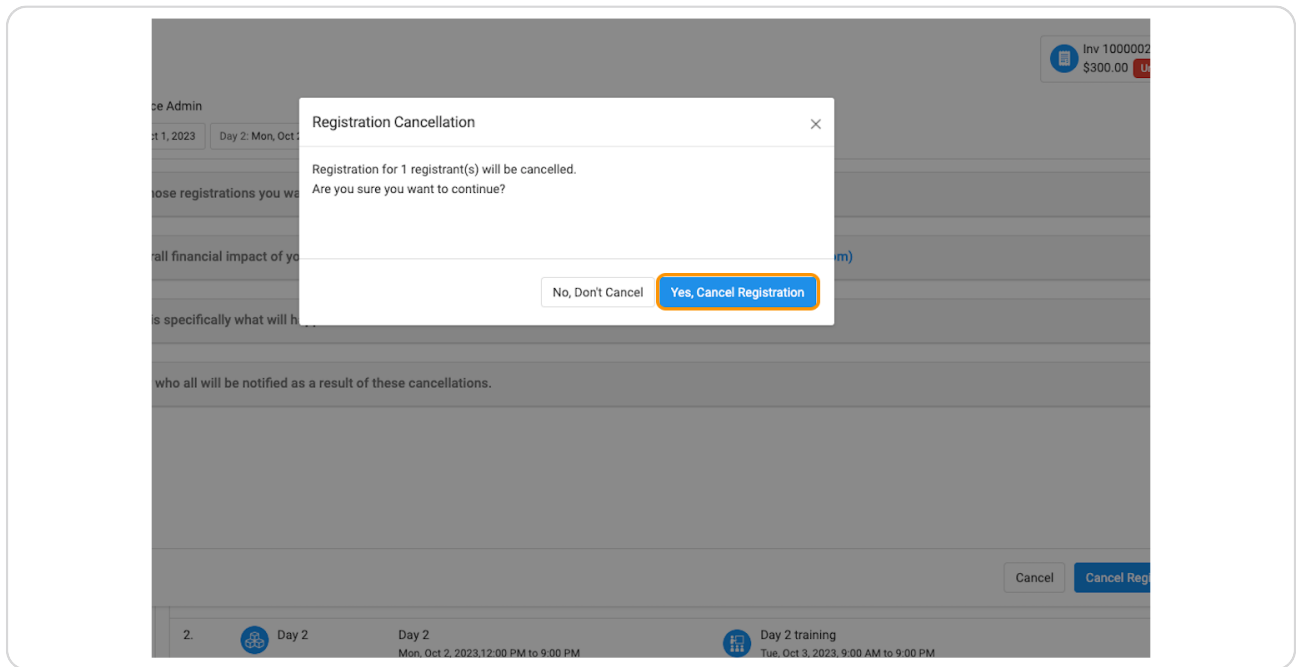 Inv 1000002
$300.00
ce Admin
ct 1, 2023
Day 2: Mon, Oct
Registration Cancellation
Registration for 1 registrant(s) will be cancelled.
Are you sure you want to continue?
ose registrations you
rall financial impact of
om)
No, Don't Cancel
Yes, Cancel Registration
is specifically what will
who all will be notified as a result of these cancellations.
Cancel
Cancel Regi
2.
Day 2
Day 2
Mon, Oct 2, 2023,12:00 PM to 9:00 PM
Day 2 training
Tue, Oct 3, 2023, 9:00 AM to 9:00 PM